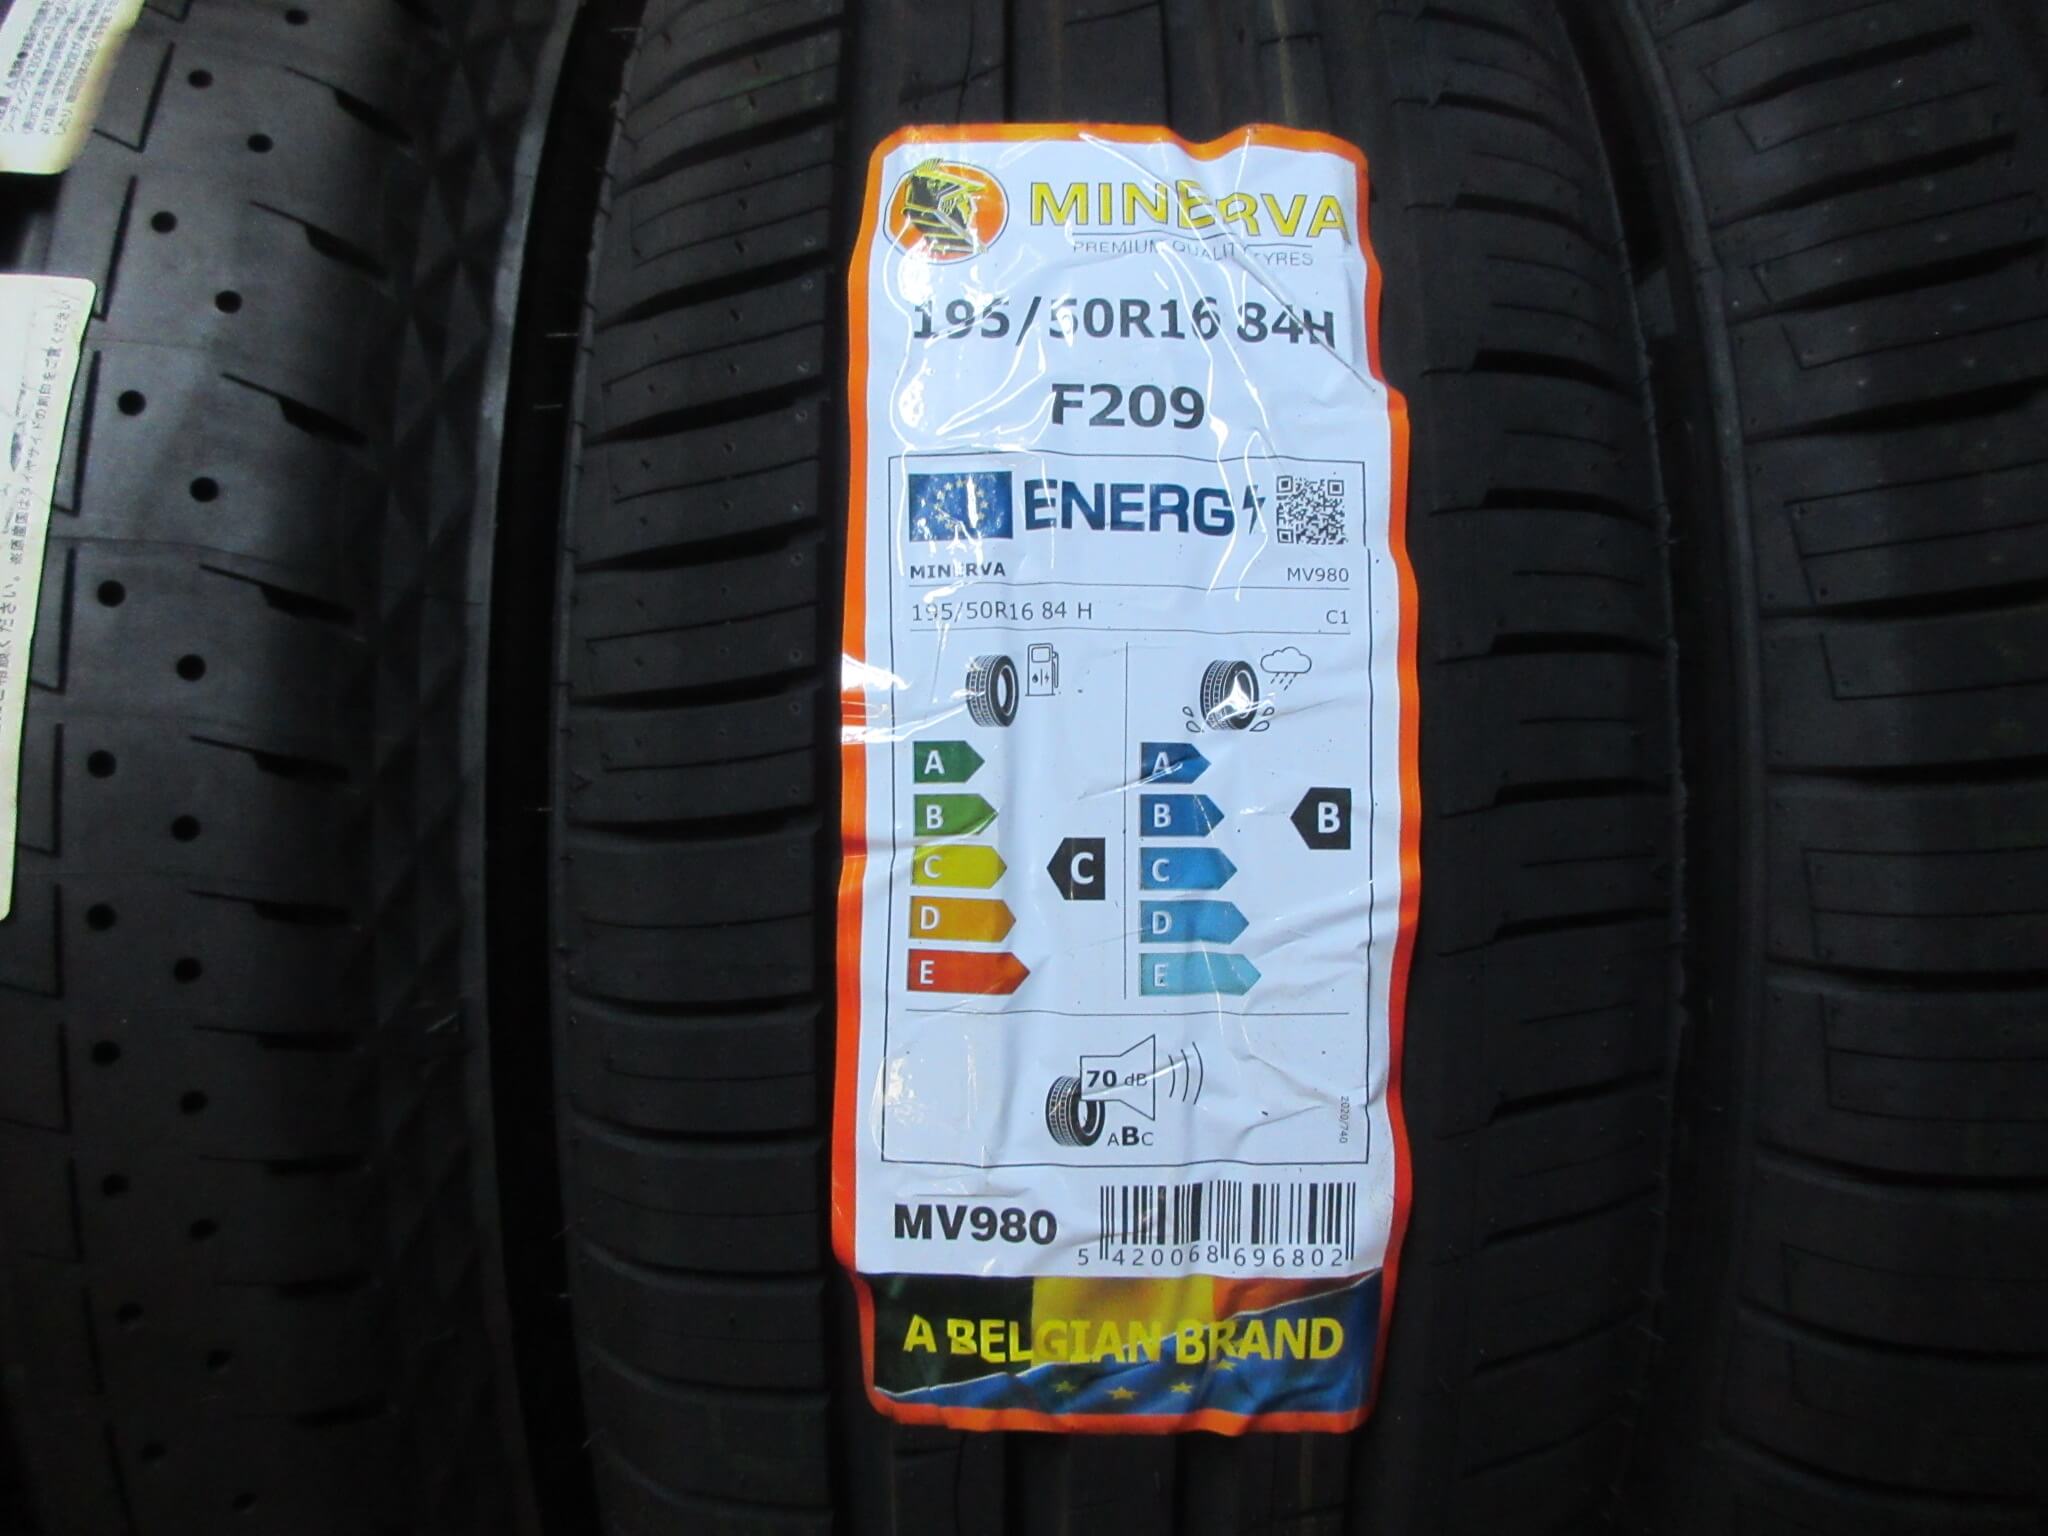 MINERVA
PREMIUM QUALITY TYRES
195/50R16 84H
F209
ENERG
MINERVA MV980
195/50R16 84 H C1
A A
B B B
C C C
D D
E E
70 dB
ABC
2020/740
MV980
5 420068 696802
A BELGIAN BRAND